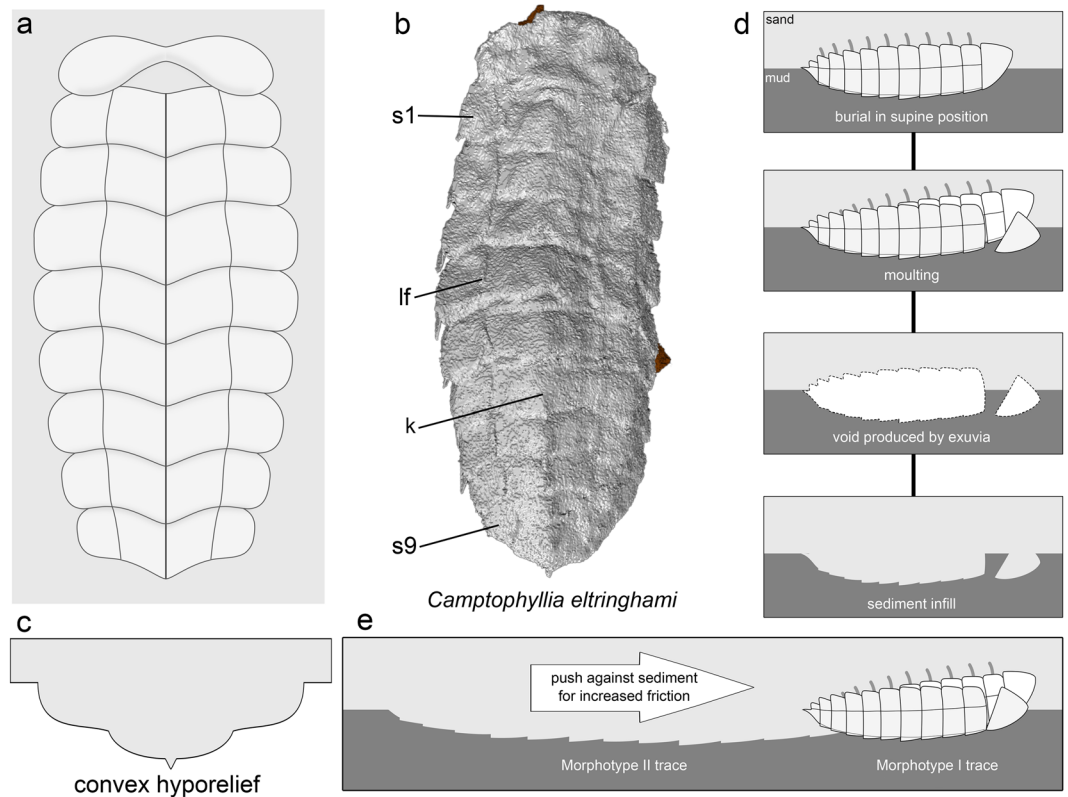 a
b
s1
lf
k
s9
Camptophyllia eltringhami
c
convex hyporelief
d
sand
mud
burial in supine position
moulting
void produced by exuvia
sediment infill
e
push against sediment
for increased friction
Morphotype II trace
Morphotype I trace